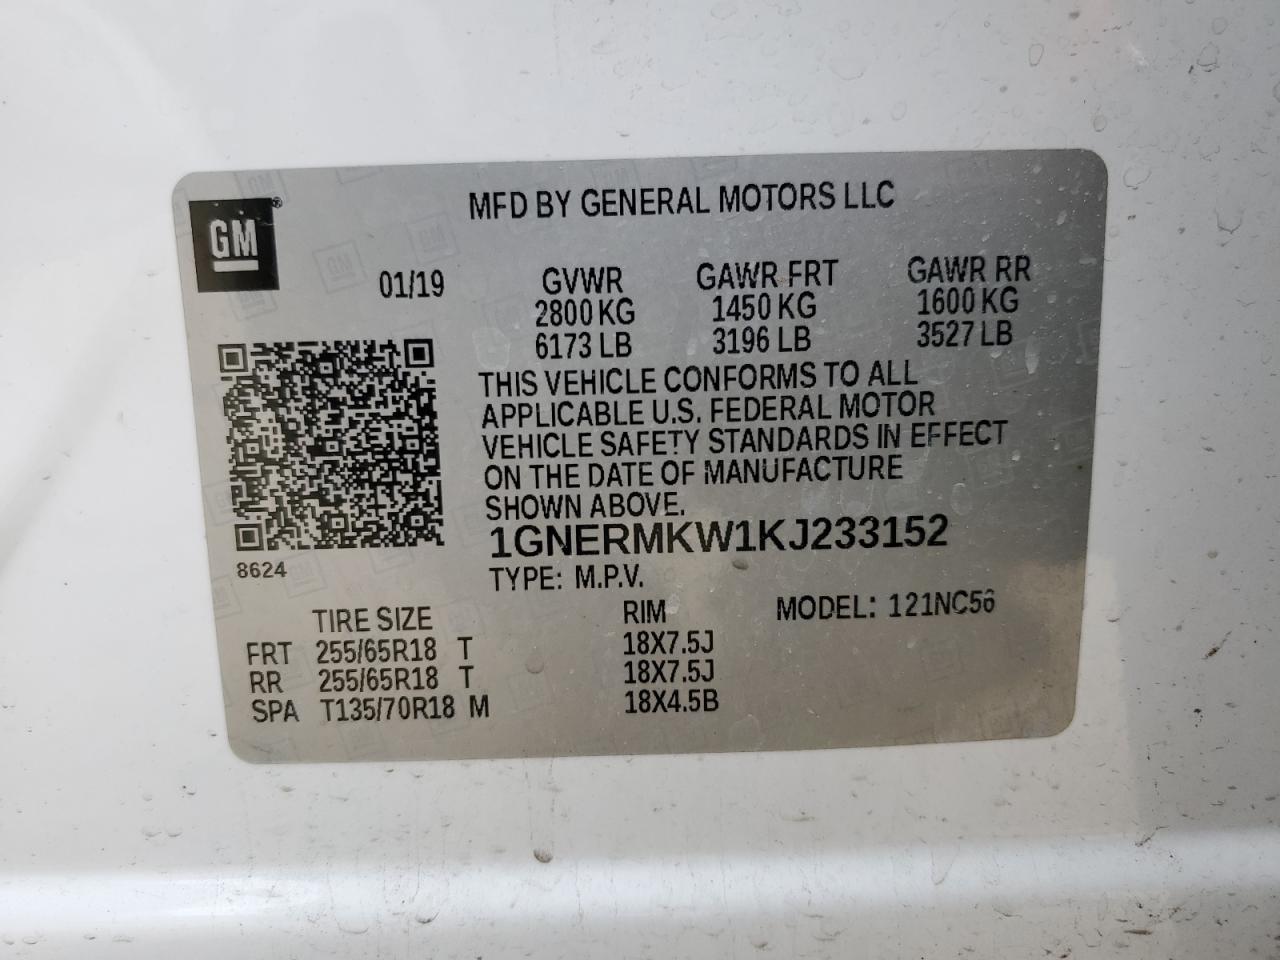 MFD BY GENERAL MOTORS LLC
GM®
01/19 GVWR GAWR FRT GAWR RR
2800 KG 1450 KG 1600 KG
6173 LB 3196 LB 3527 LB
THIS VEHICLE CONFORMS TO ALL
APPLICABLE U.S. FEDERAL MOTOR
VEHICLE SAFETY STANDARDS IN EFFECT
ON THE DATE OF MANUFACTURE
SHOWN ABOVE.
1GNERMKW1KJ233152
8624
TYPE: M.P.V.
TIRE SIZE RIM MODEL: 121NC56
FRT 255/65R18 T 18X7.5J
RR 255/65R18 T 18X7.5J
SPA T135/70R18 M 18X4.5B